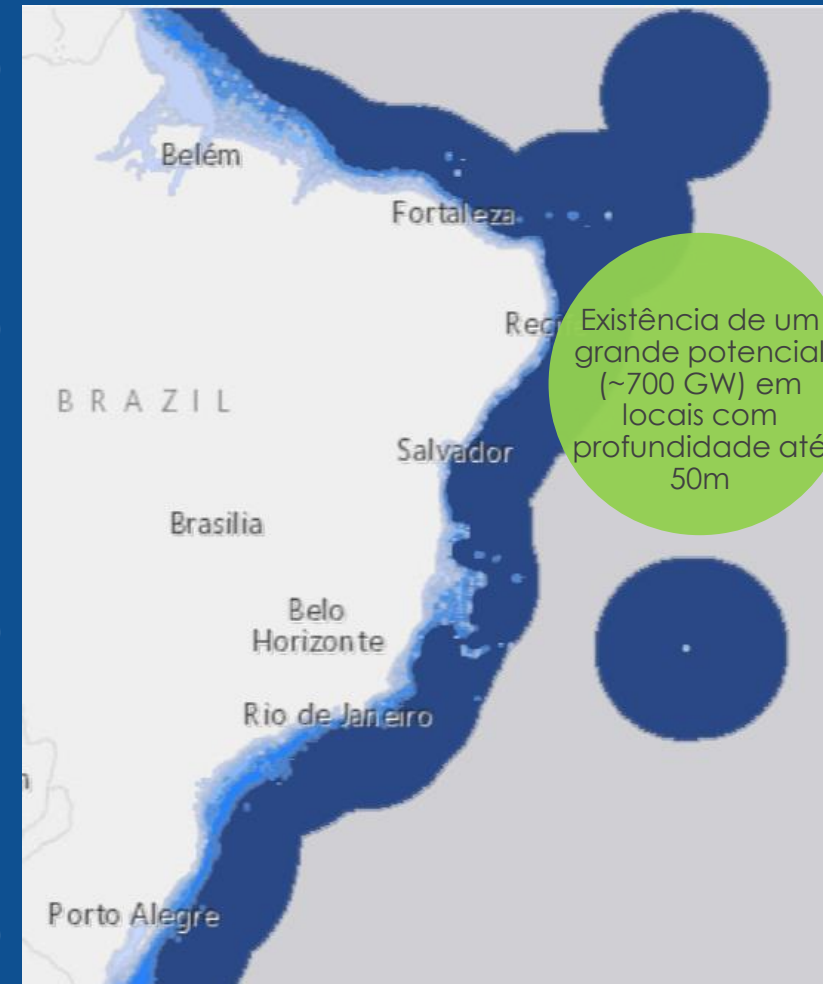 Belém
Fortaleza
Rec
Existência de um
grande potencial
(~700 GW) em
locais com
profundidade até
50m
BRAZIL
Salvador
Brasilia
Belo
Horizonte
Rio de Janeiro
Porto Alegre